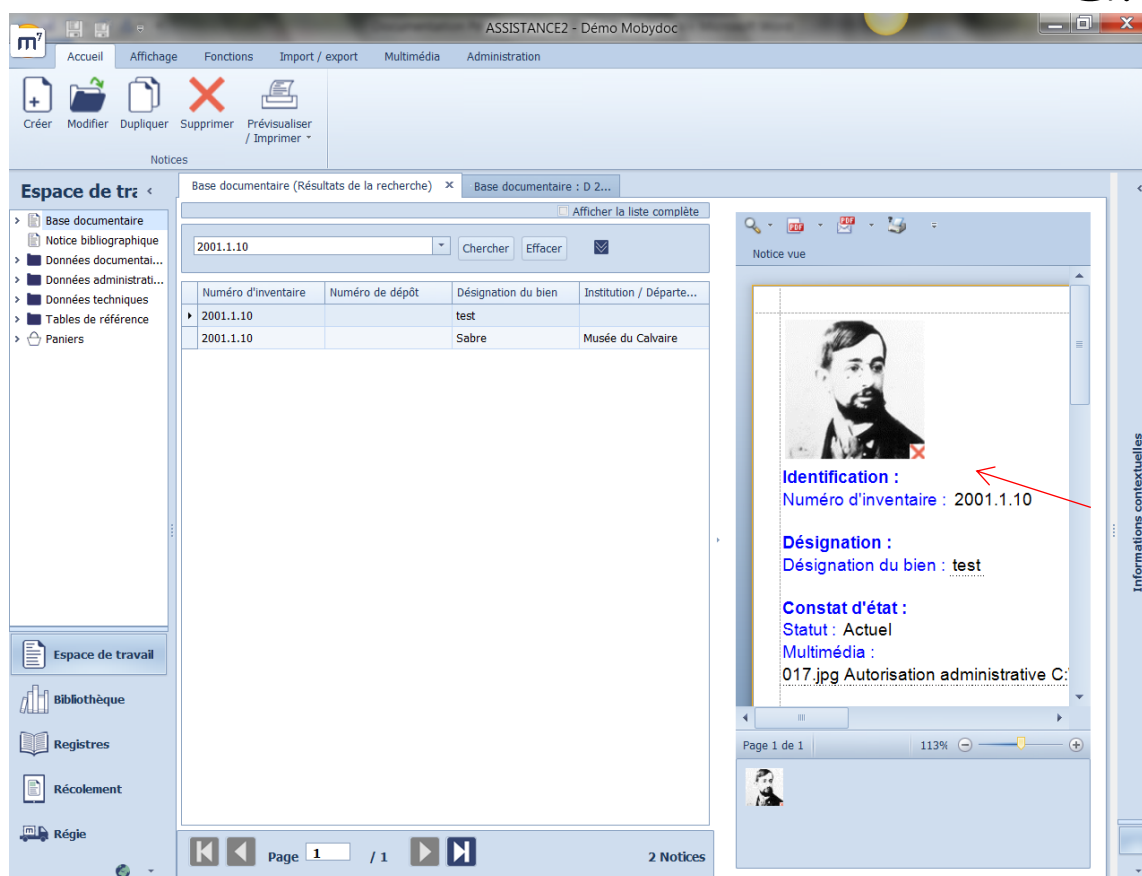 ASSISTANCE2 - Démo Mobydoc
m7
Accueil Affichage Fonctions Import / export Multimédia Administration
Créer Modifier Dupliquer Supprimer Prévisualiser
/ Imprimer
Notices
Espace de tra
Base documentaire (Résultats de la recherche) x Base documentaire : D 2...
Base documentaire
Notice bibliographique
Données documentai...
Données administrati...
Données techniques
Tables de référence
Paniers
Afficher la liste complète
2001.1.10 Chercher Effacer
Numéro d'inventaire Numéro de dépôt Désignation du bien Institution / Départe...
2001.1.10 test
2001.1.10 Sabre Musée du Calvaire
PDF PDF
Notice vue
Identification :
Numéro d'inventaire : 2001.1.10
Désignation :
Désignation du bien : test
Constat d'état :
Statut : Actuel
Multimédia :
017.jpg Autorisation administrative C:
Page 1 de 1 113%
Informations contextuelles
Espace de travail
Bibliothèque
Registres
Récolement
Régie
Page 1 / 1 2 Notices